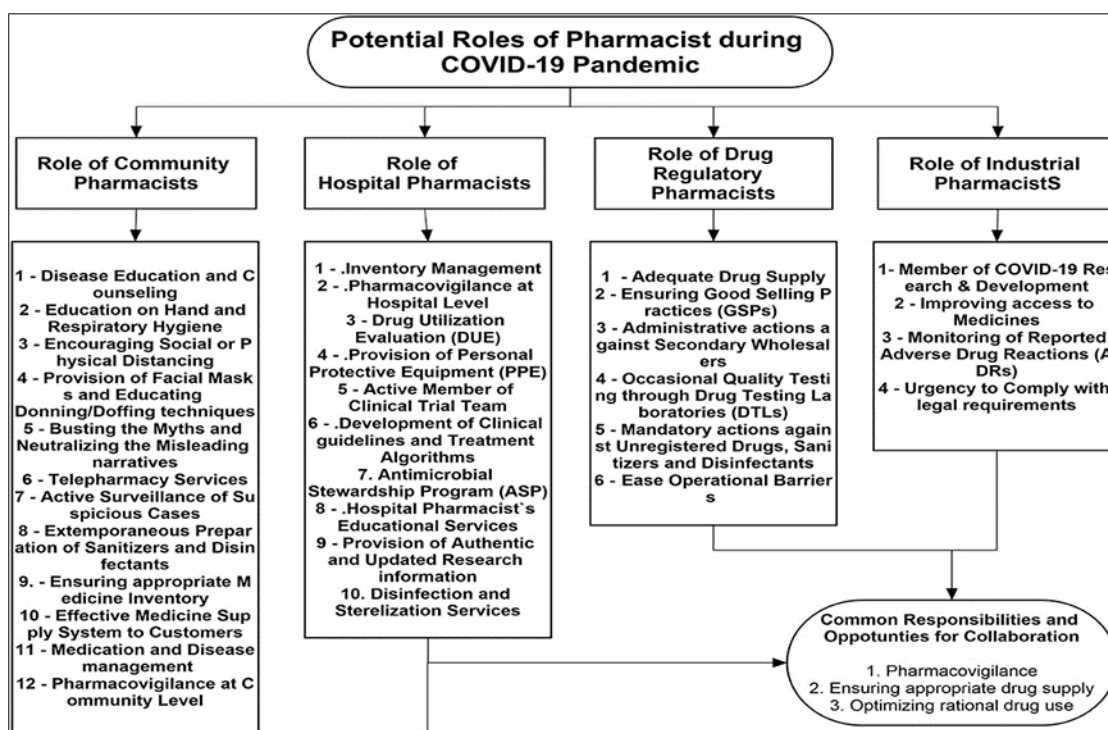 Potential Roles of Pharmacist during
COVID-19 Pandemic
Role of Community
Pharmacists
Role of
Hospital Pharmacists
Role of Drug
Regulatory
Pharmacists
Role of Industrial
PharmacistS
1 - Disease Education and C
ounseling
2 - Education on Hand and
Respiratory Hygiene
3 - Encouraging Social or P
hysical Distancing
4 - Provision of Facial Mask
s and Educating
Donning/Doffing techniques
5 - Busting the Myths and
Neutralizing the Misleading
narratives
6 - Telepharmacy Services
7 - Active Surveillance of Su
spicious Cases
8 - Extemporaneous Prepar
ation of Sanitizers and Disin
fectants
9. - Ensuring appropriate M
edicine Inventory
10 - Effective Medicine Sup
ply System to Customers
11 - Medication and Disease
management
12 - Pharmacovigilance at C
ommunity Level
1 - .Inventory Management
2 - .Pharmacovigilance at
Hospital Level
3 - Drug Utilization
Evaluation (DUE)
4 - .Provision of Personal
Protective Equipment (PPE)
5 - Active Member of
Clinical Trial Team
6 - .Development of Clinical
guidelines and Treatment
Algorithms
7. Antimicrobial
Stewardship Program (ASP)
8 - .Hospital Pharmacist`s
Educational Services
9 - Provision of Authentic
and Updated Research
information
10. Disinfection and
Sterelization Services
1 - Adequate Drug Supply
2 - Ensuring Good Selling P
ractices (GSPs)
3 - Administrative actions a
gainst Secondary Wholesal
ers
4 - Occasional Quality Testi
ng through Drug Testing La
boratories (DTLs)
5 - Mandatory actions again
st Unregistered Drugs, Sani
tizers and Disinfectants
6 - Ease Operational Barrier
s
1- Member of COVID-19 Res
earch & Development
2 - Improving access to
Medicines
3 - Monitoring of Reported
Adverse Drug Reactions (A
DRs)
4 - Urgency to Comply with
legal requirements
Common Responsibilities and
Oppotunties for Collaboration
1. Pharmacovigilance
2. Ensuring appropriate drug supply
3. Optimizing rational drug use